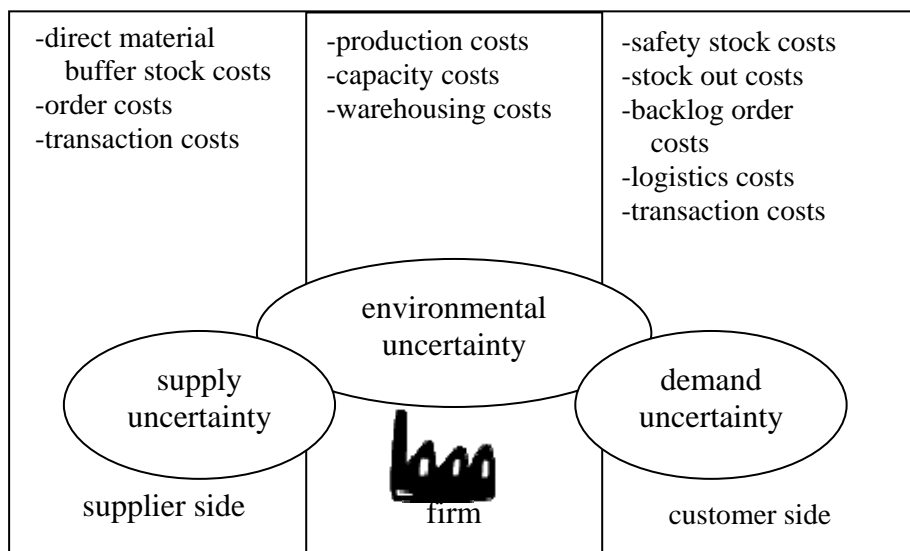 -direct material
buffer stock costs
-order costs
-transaction costs
-production costs
-capacity costs
-warehousing costs
-safety stock costs
-stock out costs
-backlog order
costs
-logistics costs
-transaction costs
environmental
uncertainty
supply
uncertainty
demand
uncertainty
supplier side
firm
customer side